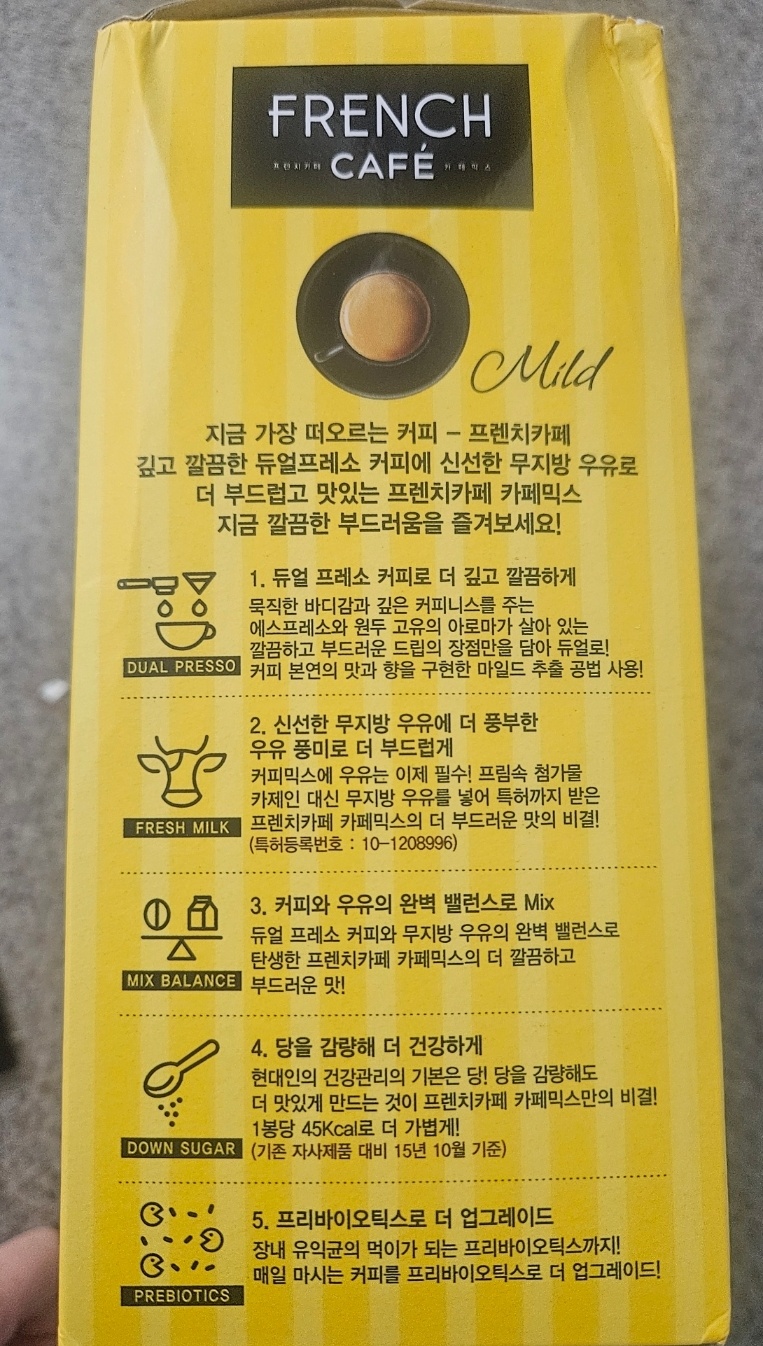 FRENCH
프렌치카페 CAFÉ 카페믹스
Mild
지금 가장 떠오르는 커피 – 프렌치카페
깊고 깔끔한 듀얼프레소 커피에 신선한 무지방 우유로
더 부드럽고 맛있는 프렌치카페 카페믹스
지금 깔끔한 부드러움을 즐겨보세요!
DUAL PRESSO
1. 듀얼 프레소 커피로 더 깊고 깔끔하게
묵직한 바디감과 깊은 커피니스를 주는
에스프레소와 원두 고유의 아로마가 살아 있는
깔끔하고 부드러운 드립의 장점만을 담아 듀얼로!
커피 본연의 맛과 향을 구현한 마일드 추출 공법 사용!
FRESH MILK
2. 신선한 무지방 우유에 더 풍부한
우유 풍미로 더 부드럽게
커피믹스에 우유는 이제 필수! 프림속 첨가물
카제인 대신 무지방 우유를 넣어 특허까지 받은
프렌치카페 카페믹스의 더 부드러운 맛의 비결!
(특허등록번호 : 10-1208996)
MIX BALANCE
3. 커피와 우유의 완벽 밸런스로 Mix
듀얼 프레소 커피와 무지방 우유의 완벽 밸런스로
탄생한 프렌치카페 카페믹스의 더 깔끔하고
부드러운 맛!
DOWN SUGAR
4. 당을 감량해 더 건강하게
현대인의 건강관리의 기본은 당! 당을 감량해도
더 맛있게 만드는 것이 프렌치카페 카페믹스만의 비결!
1봉당 45Kcal로 더 가볍게!
(기존 자사제품 대비 15년 10월 기준)
PREBIOTICS
5. 프리바이오틱스로 더 업그레이드
장내 유익균의 먹이가 되는 프리바이오틱스까지!
매일 마시는 커피를 프리바이오틱스로 더 업그레이드!